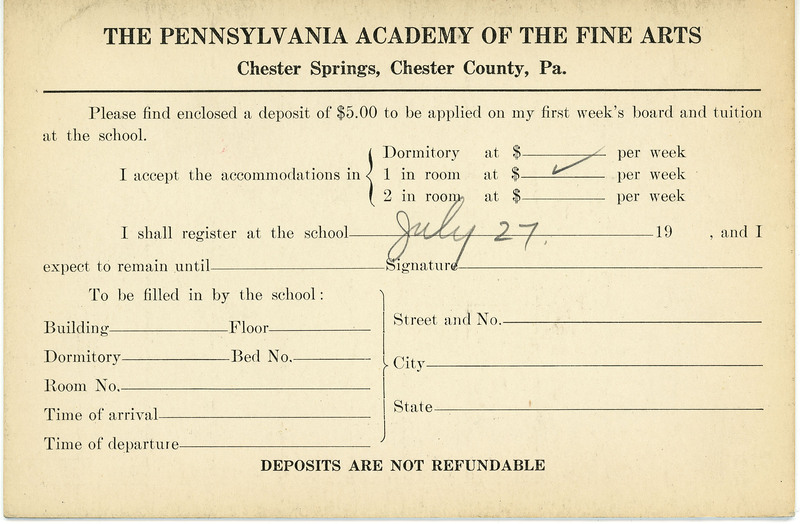 THE PENNSYLVANIA ACADEMY OF THE FINE ARTS
Chester Springs, Chester County, Pa.
Please find enclosed a deposit of $5.00 to be applied on my first week's board and tuition
at the school.
Dormitory at $ per week
I accept the accommodations in { 1 in room at $ ✓ per week
2 in room at $ per week
I shall register at the school July 27. 19 , and I
expect to remain until Signature
To be filled in by the school:
Building Floor
Street and No.
Dormitory Bed No.
City
Room No.
State
Time of arrival
Time of departure
DEPOSITS ARE NOT REFUNDABLE